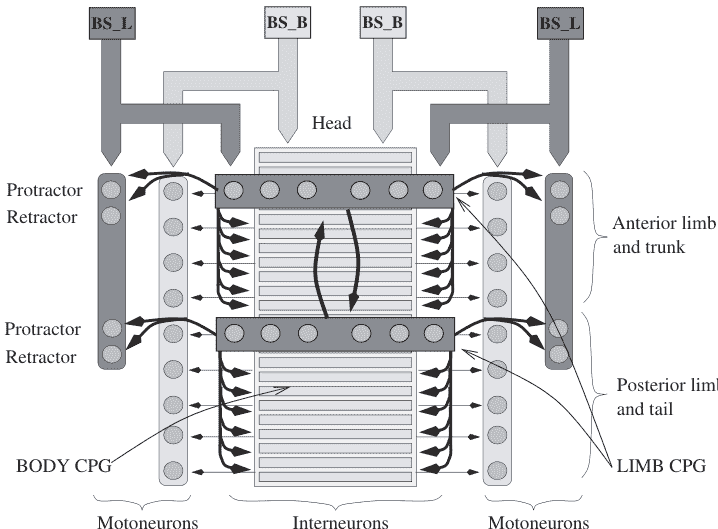 BS_L
BS_B
BS_B
BS_L
Head
Protractor
Retractor
Anterior limb
and trunk
Protractor
Retractor
Posterior limb
and tail
BODY CPG
LIMB CPG
Motoneurons
Interneurons
Motoneurons